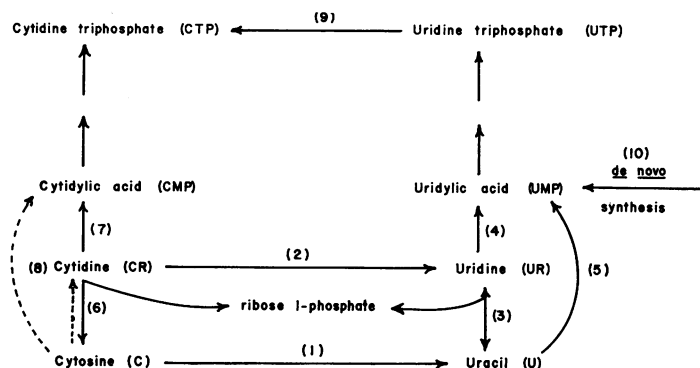 (9)
Cytidine triphosphate (CTP)
Uridine triphosphate (UTP)
(10)
de novo
synthesis
Cytidylic acid (CMP)
Uridylic acid (UMP)
(7)
(4)
(2)
(5)
(8) Cytidine (CR)
Uridine (UR)
(6)
ribose 1-phosphate
(3)
(1)
Cytosine (C)
Uracil (U)